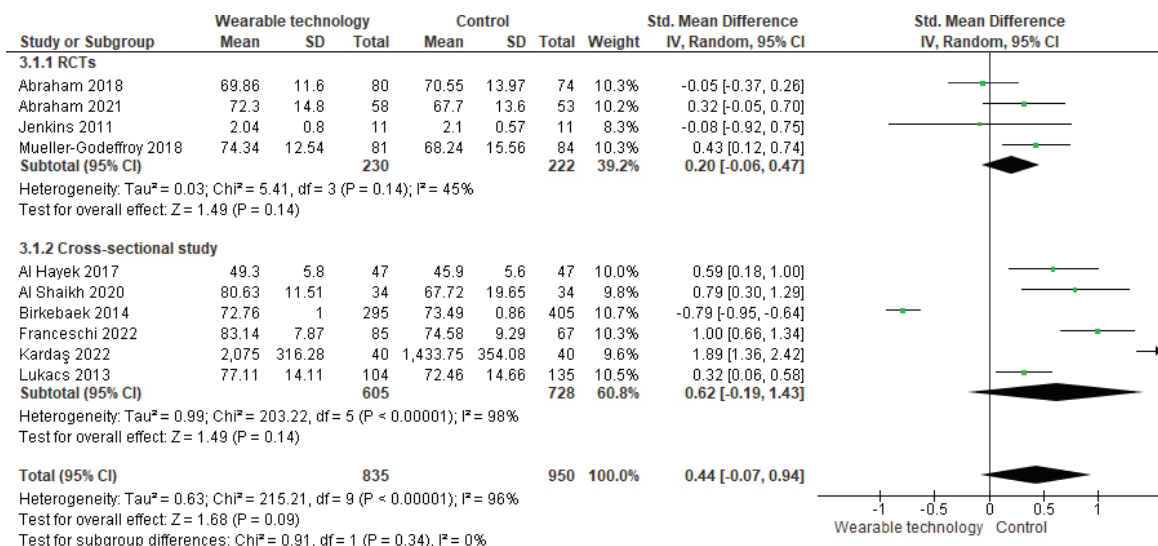 Wearable technology Control Std. Mean Difference Std. Mean Difference
Study or Subgroup Mean SD Total Mean SD Total Weight IV, Random, 95% CI IV, Random, 95% CI
3.1.1 RCTs
Abraham 2018 69.86 11.6 80 70.55 13.97 74 10.3% -0.05 [-0.37, 0.26]
Abraham 2021 72.3 14.8 58 67.7 13.6 53 10.2% 0.32 [-0.05, 0.70]
Jenkins 2011 2.04 0.8 11 2.1 0.57 11 8.3% -0.08 [-0.92, 0.75]
Mueller-Godeffroy 2018 74.34 12.54 81 68.24 15.56 84 10.3% 0.43 [0.12, 0.74]
Subtotal (95% CI) 230 222 39.2% 0.20 [-0.06, 0.47]
Heterogeneity: Tau² = 0.03; Chi² = 5.41, df = 3 (P = 0.14); I² = 45%
Test for overall effect: Z = 1.49 (P = 0.14)
3.1.2 Cross-sectional study
Al Hayek 2017 49.3 5.8 47 45.9 5.6 47 10.0% 0.59 [0.18, 1.00]
Al Shaikh 2020 80.63 11.51 34 67.72 19.65 34 9.8% 0.79 [0.30, 1.29]
Birkebaek 2014 72.76 1 295 73.49 0.86 405 10.7% -0.79 [-0.95, -0.64]
Franceschi 2022 83.14 7.87 85 74.58 9.29 67 10.3% 1.00 [0.66, 1.34]
Kardaş 2022 2,075 316.28 40 1,433.75 354.08 40 9.6% 1.89 [1.36, 2.42]
Lukacs 2013 77.11 14.11 104 72.46 14.66 135 10.5% 0.32 [0.06, 0.58]
Subtotal (95% CI) 605 728 60.8% 0.62 [-0.19, 1.43]
Heterogeneity: Tau² = 0.99; Chi² = 203.22, df = 5 (P < 0.00001); I² = 98%
Test for overall effect: Z = 1.49 (P = 0.14)
Total (95% CI) 835 950 100.0% 0.44 [-0.07, 0.94]
Heterogeneity: Tau² = 0.63; Chi² = 215.21, df = 9 (P < 0.00001); I² = 96%
Test for overall effect: Z = 1.68 (P = 0.09)
Test for subgroup differences: Chi² = 0.91, df = 1 (P = 0.34), I² = 0%
-1 -0.5 0 0.5 1
Wearable technology Control